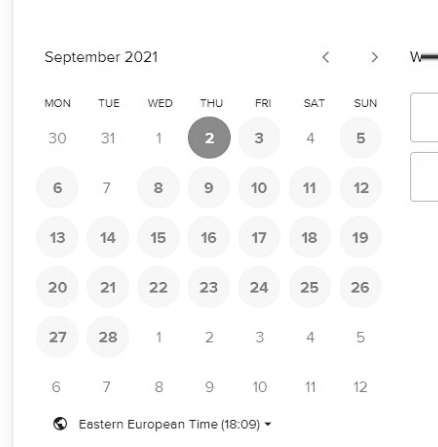 September 2021
MON TUE WED THU FRI SAT SUN
30 31 1 2 3 4 5
6 7 8 9 10 11 12
13 14 15 16 17 18 19
20 21 22 23 24 25 26
27 28 1 2 3 4 5
6 7 8 9 10 11 12
Eastern European Time (18:09)